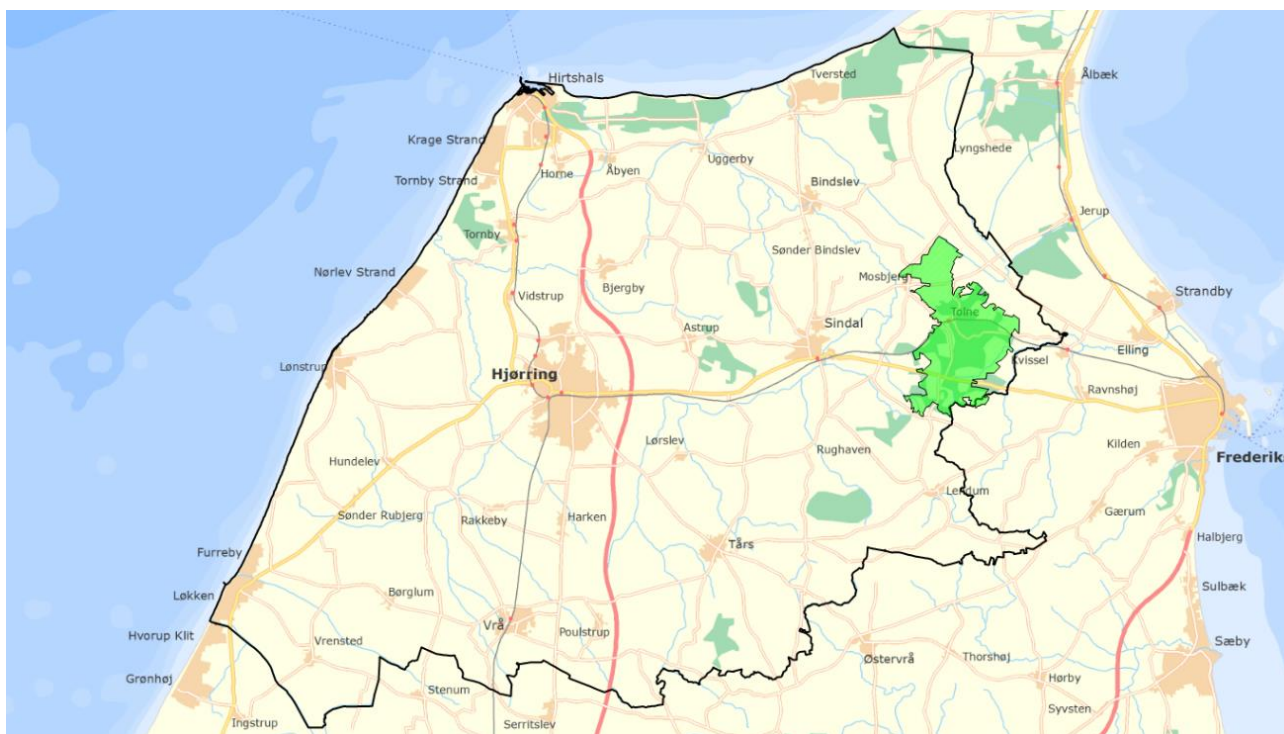 Hirtshals
Tversted
Ålbæk
Krage Strand
Uggerby
Lyngshede
Horne
Åbyen
Tornby Strand
Bindslev
Jerup
Tornby
Sønder Bindslev
Nørlev Strand
Mosbjerg
Bjergby
Strandby
Vidstrup
Tolne
Sindal
Astrup
Elling
Kvissel
Lønstrup
Hjørring
Ravnshøj
Lørslev
Kilden
Rughaven
Frederik
Hundelev
Lendum
Sønder Rubjerg
Rakkeby
Harken
Gærum
Halbjerg
Tårs
Furreby
Sulbæk
Løkken
Børglum
Vrå
Poulstrup
Hvorup Klit
Vrensted
Sæby
Østervrå
Thorshøj
Grønhøj
Hørby
Stenum
Syvsten
Ingstrup
Serritslev